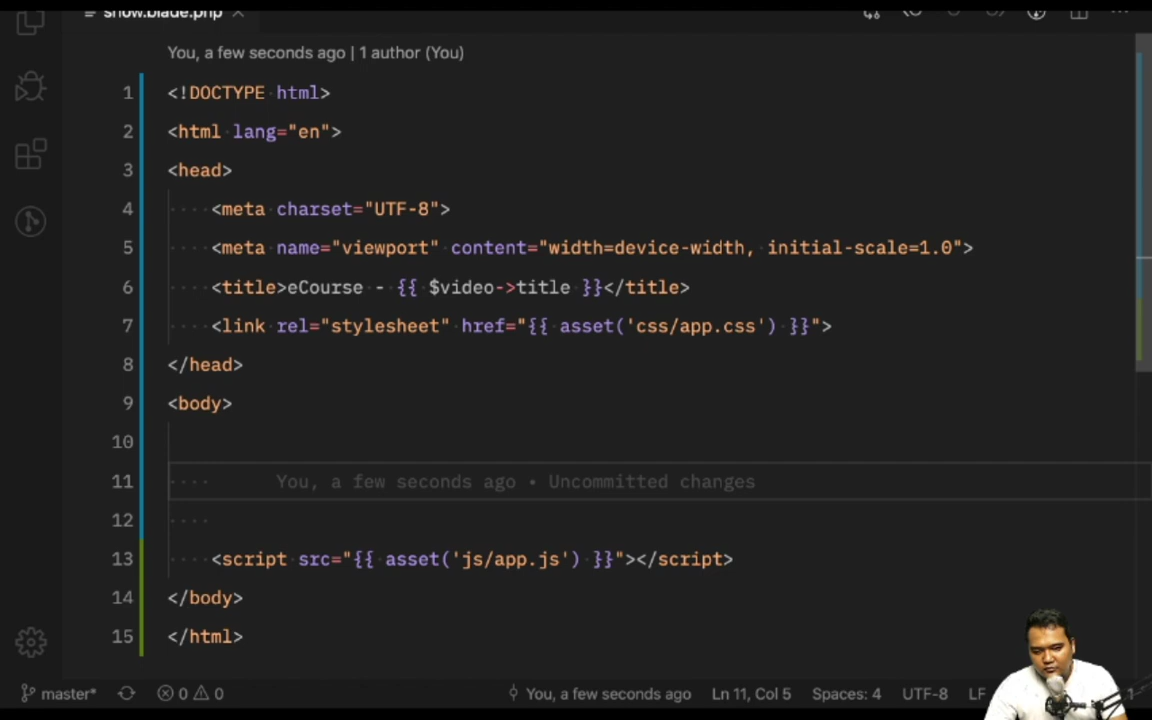 show.blade.php
You, a few seconds ago | 1 author (You)
1 <!DOCTYPE html>
2 <html lang="en">
3 <head>
4 <meta charset="UTF-8">
5 <meta name="viewport" content="width=device-width, initial-scale=1.0">
6 <title>eCourse - {{ $video->title }}</title>
7 <link rel="stylesheet" href="{{ asset('css/app.css') }}">
8 </head>
9 <body>
10
11 You, a few seconds ago • Uncommitted changes
12
13 <script src="{{ asset('js/app.js') }}"></script>
14 </body>
15 </html>
master* 0 0 You, a few seconds ago Ln 11, Col 5 Spaces: 4 UTF-8 LF 1